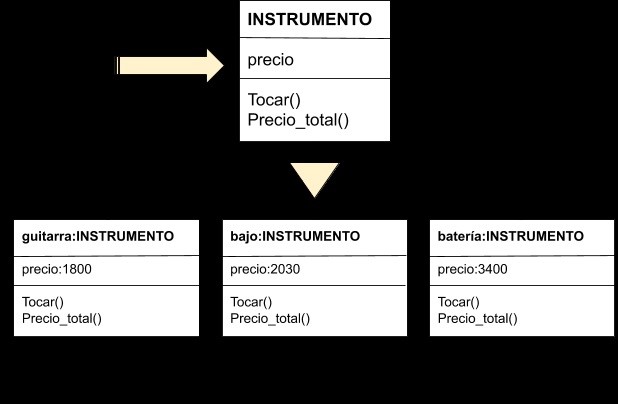 INSTRUMENTO
precio
Tocar()
Precio_total()
guitarra:INSTRUMENTO
precio:1800
Tocar()
Precio_total()
bajo:INSTRUMENTO
precio:2030
Tocar()
Precio_total()
batería:INSTRUMENTO
precio:3400
Tocar()
Precio_total()